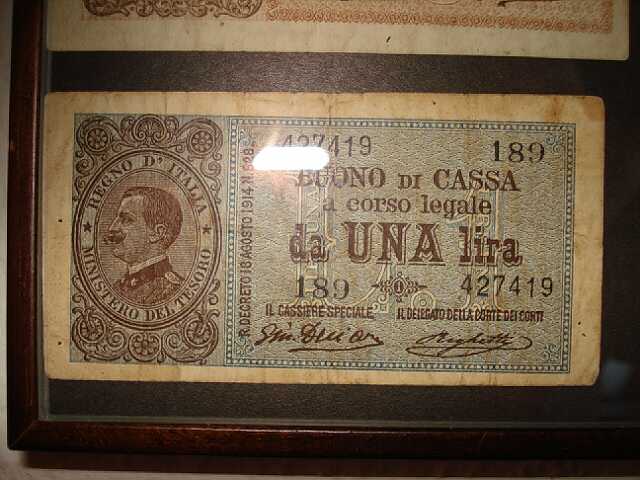 REGNO D' ITALIA
MINISTERO DEL TESORO
R. DECRETO 18 AGOSTO 1914 N. 928
427419
189
BUONO DI CASSA
a corso legale
da UNA lira
189
427419
IL CASSIERE SPECIALE
IL DELEGATO DELLA CORTE DEI CONTI